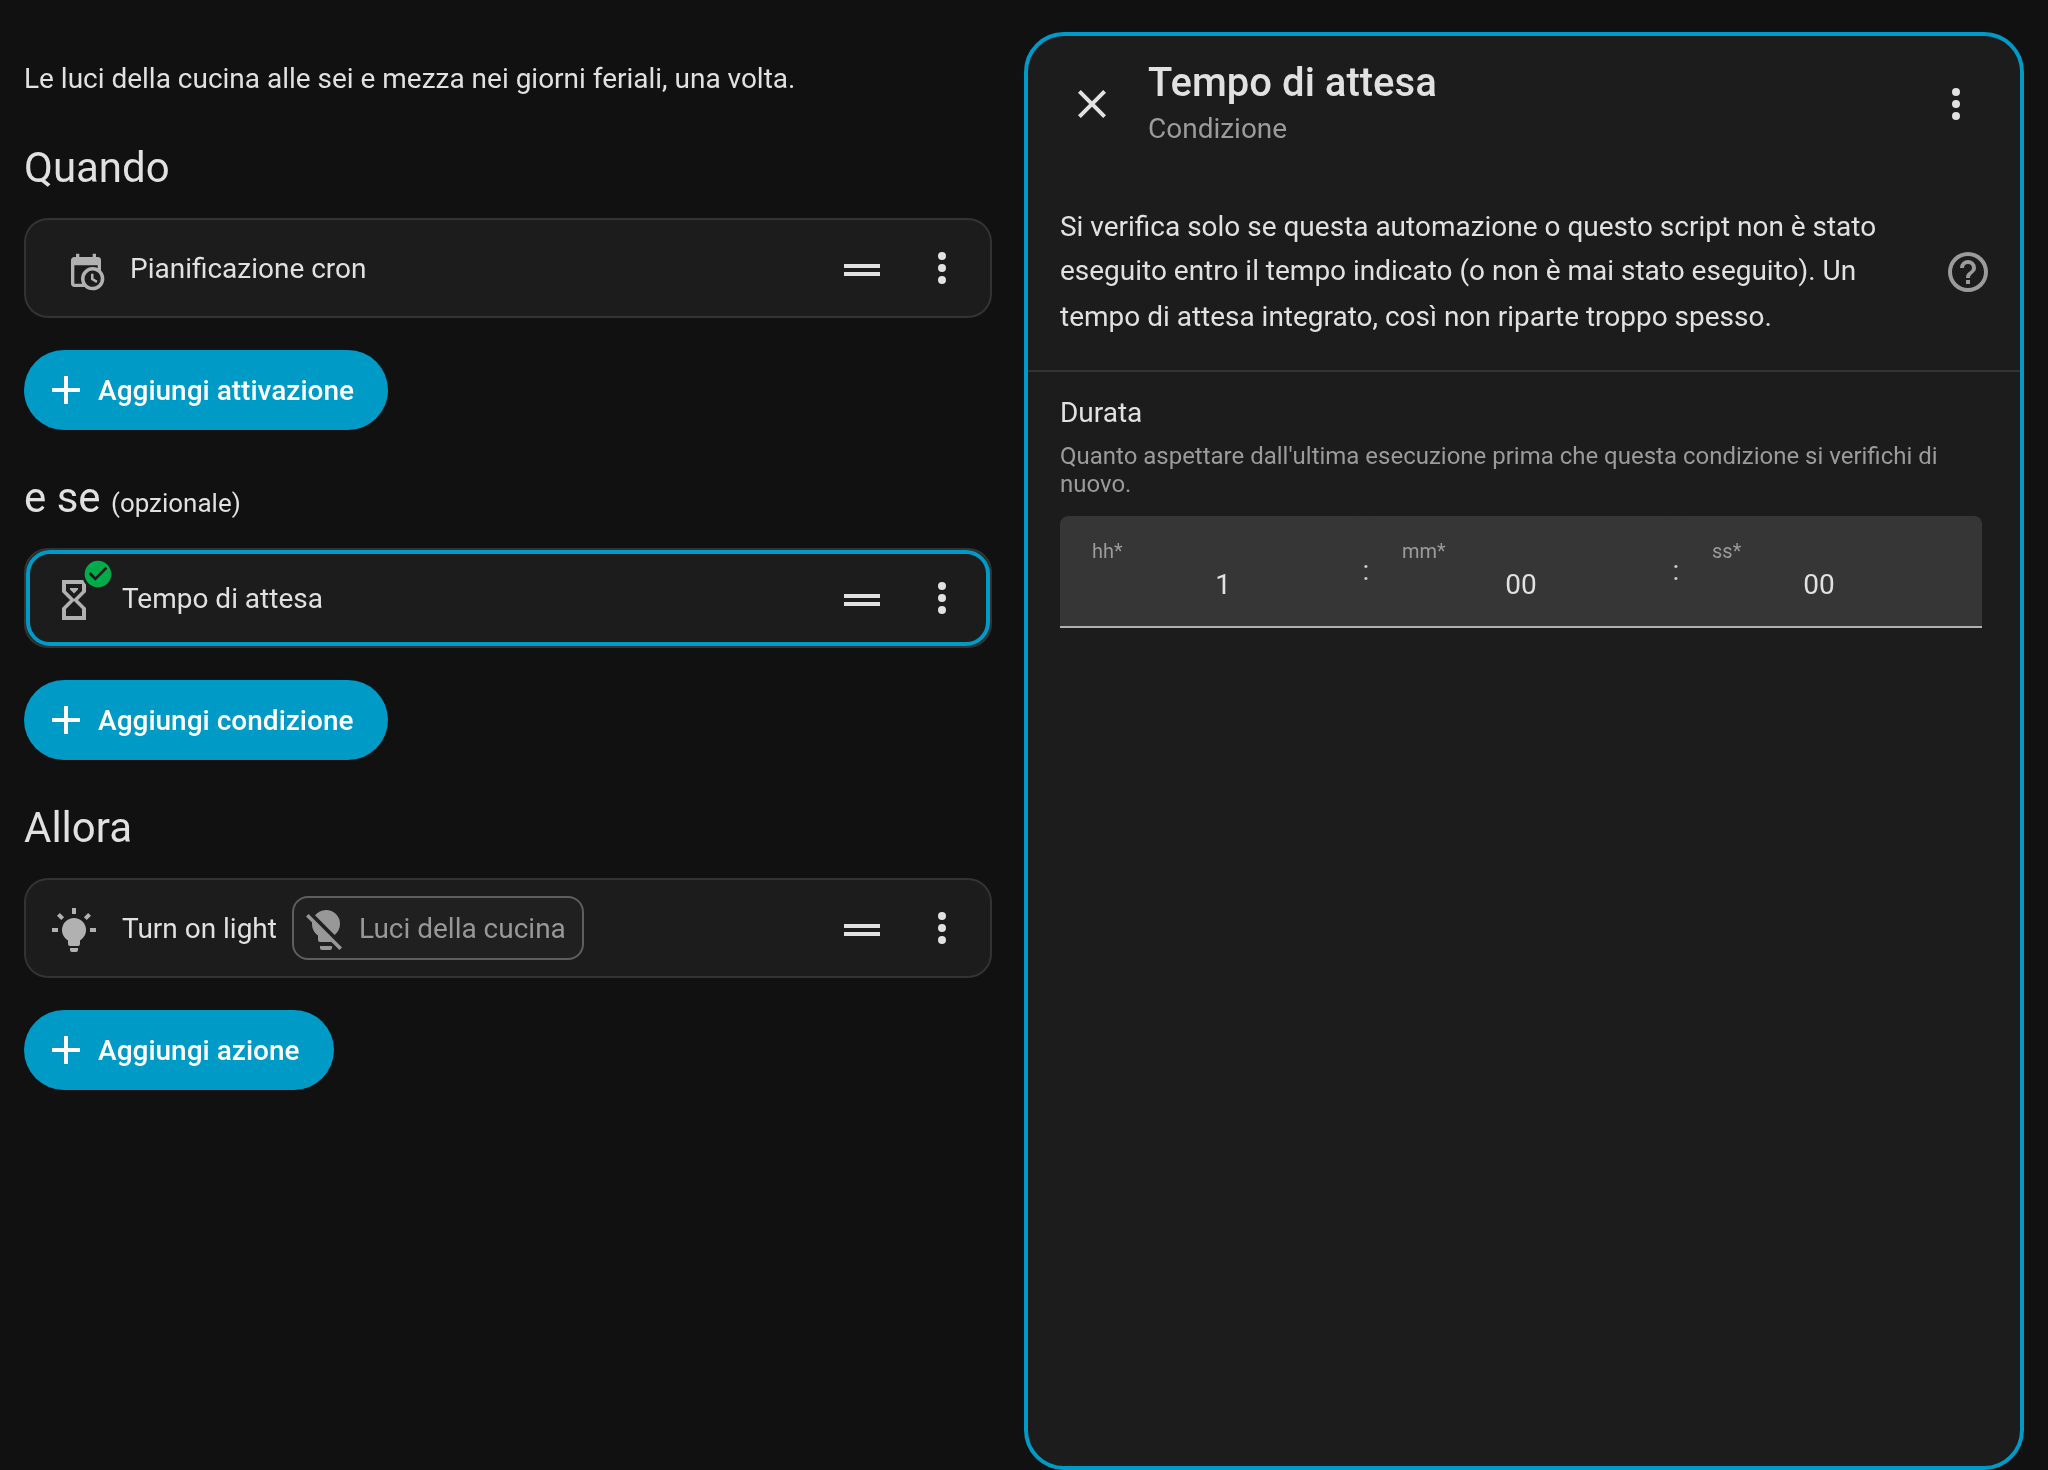 Le luci della cucina alle sei e mezza nei giorni feriali, una volta.
Quando
Pianificazione cron
Aggiungi attivazione
e se (opzionale)
Tempo di attesa
Aggiungi condizione
Allora
Turn on light Luci della cucina
Aggiungi azione
Tempo di attesa
Condizione
Si verifica solo se questa automazione o questo script non è stato
eseguito entro il tempo indicato (o non è mai stato eseguito). Un
tempo di attesa integrato, così non riparte troppo spesso.
Durata
Quanto aspettare dall'ultima esecuzione prima che questa condizione si verifichi di
nuovo.
hh* mm* ss*
1 : 00 : 00